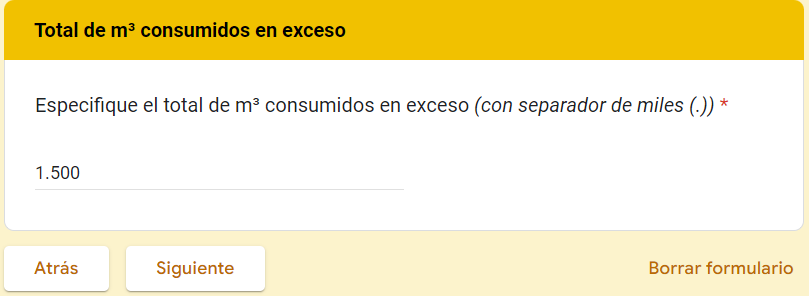 Total de m³ consumidos en exceso
Especifique el total de m³ consumidos en exceso (con separador de miles (.)) *
1.500
Atrás
Siguiente
Borrar formulario